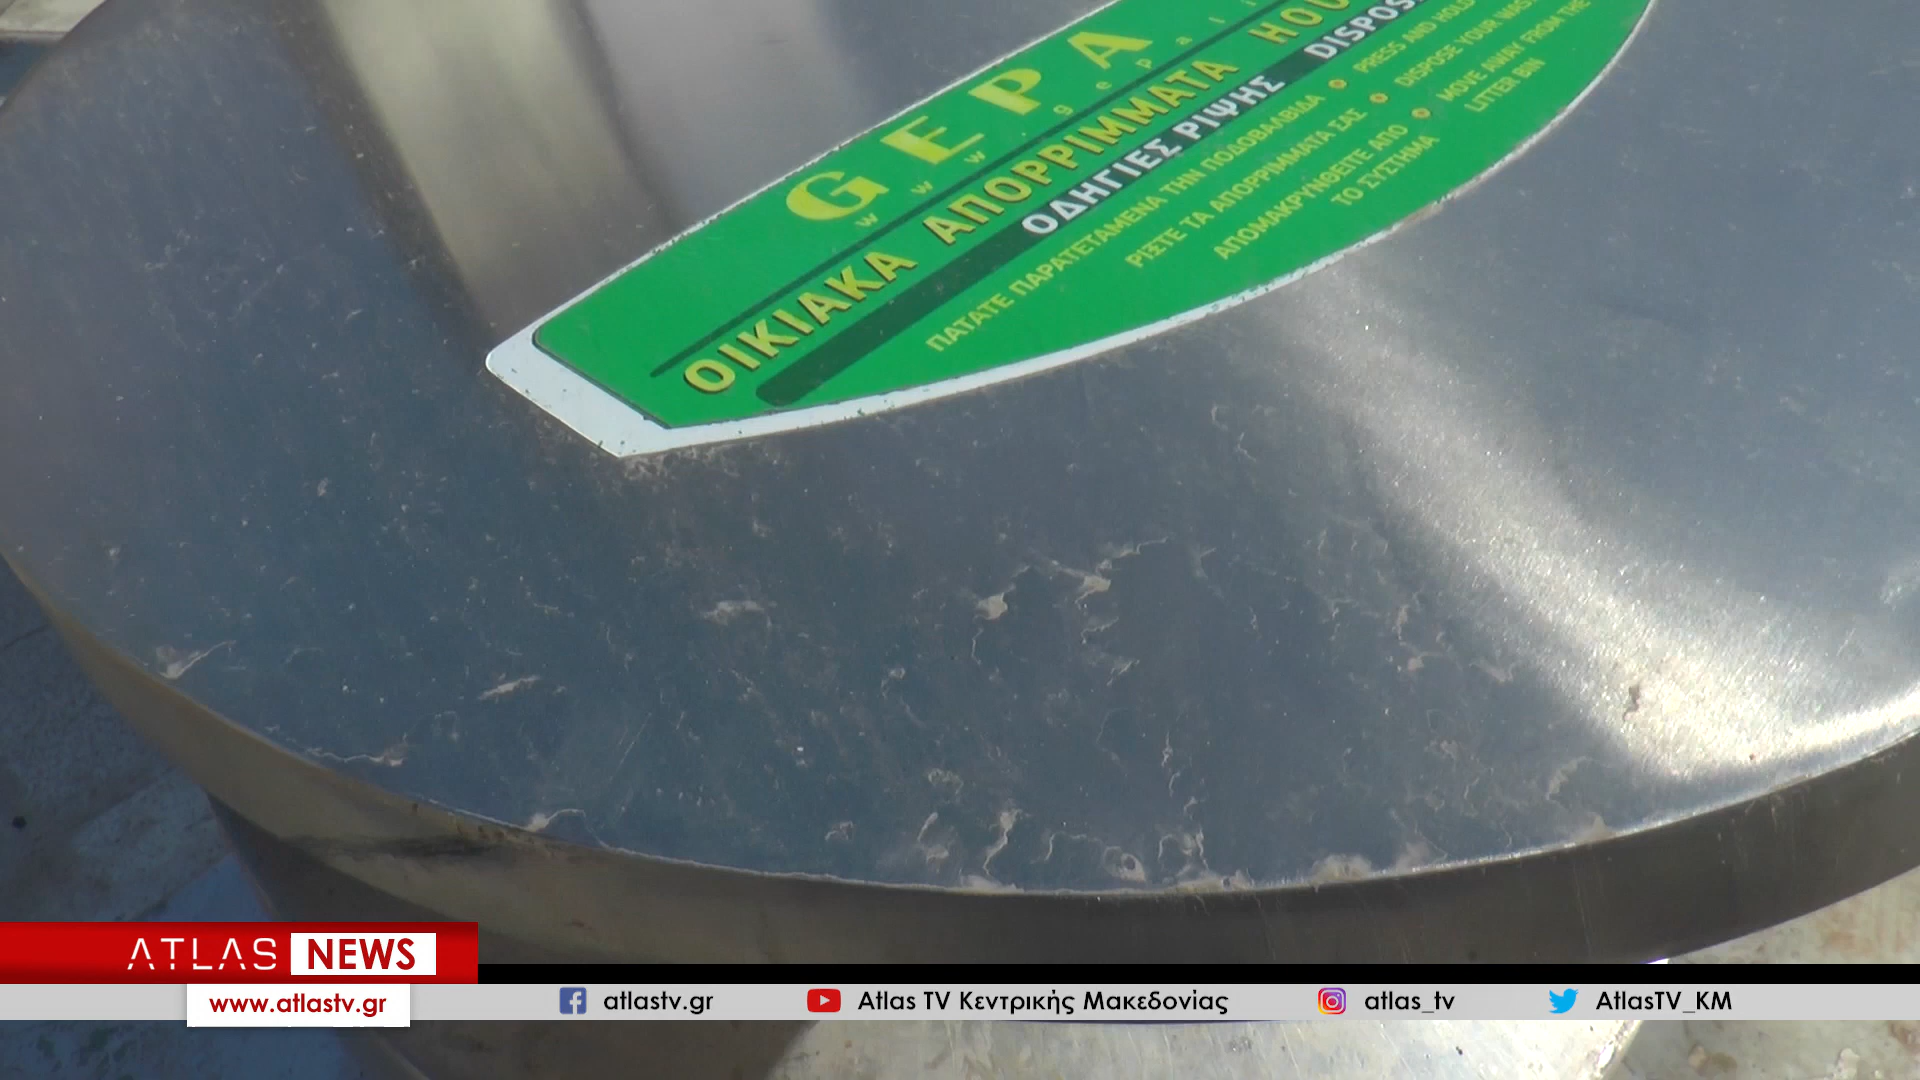 GEPA
www.gepa
ΟΙΚΙΑΚΑ ΑΠΟΡΡΙΜΜΑΤΑ
ΟΔΗΓΙΕΣ ΡΙΨΗΣ
ΠΑΤΑΤΕ ΠΑΡΑΤΕΤΑΜΕΝΑ ΤΗΝ ΠΟΔΟΒΑΛΒΙΔΑ
PRESS AND HOLD
ΡΙΞΤΕ ΤΑ ΑΠΟΡΡΙΜΜΑΤΑ ΣΑΣ
DISPOSE YOUR
ΑΠΟΜΑΚΡΥΝΘΕΙΤΕ ΑΠΟ
ΤΟ ΣΥΣΤΗΜΑ
MOVE AWAY FROM THE
LITTER BIN
ATLAS NEWS
www.atlastv.gr
atlastv.gr
Atlas TV Κεντρικής Μακεδονίας
atlas_tv
AtlasTV_KM